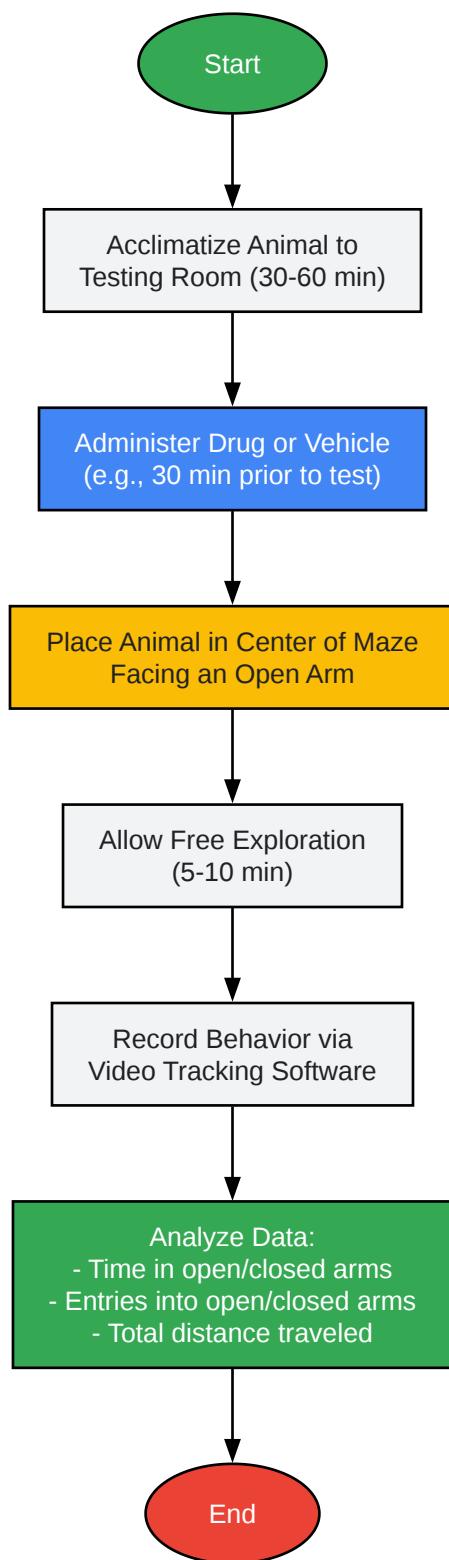 Start
Acclimatize Animal to
Testing Room (30-60 min)
Administer Drug or Vehicle
(e.g., 30 min prior to test)
Place Animal in Center of Maze
Facing an Open Arm
Allow Free Exploration
(5-10 min)
Record Behavior via
Video Tracking Software
Analyze Data:
- Time in open/closed arms
- Entries into open/closed arms
- Total distance traveled
End